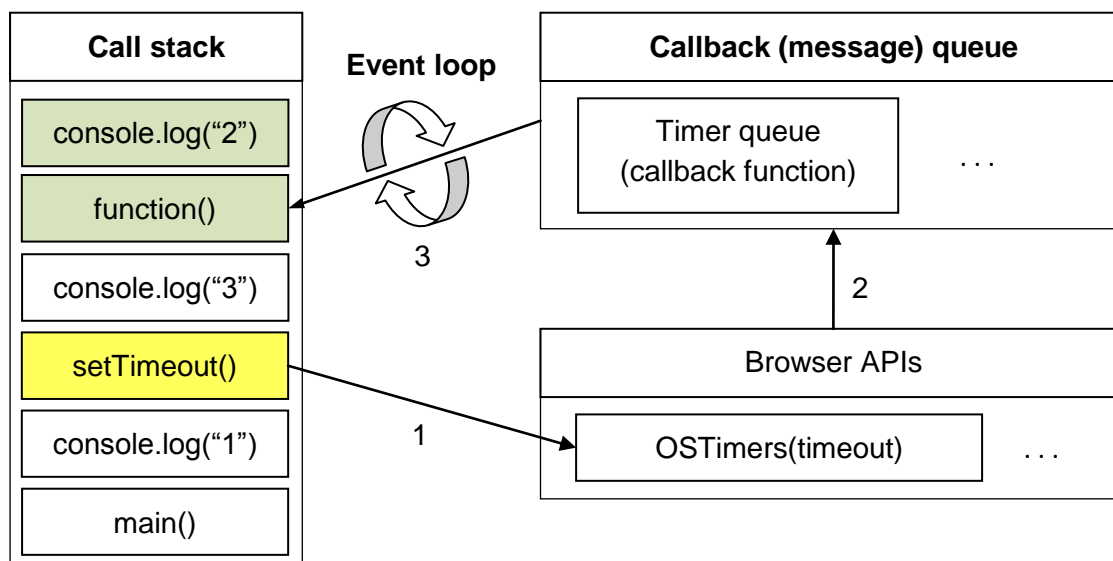 Call stack
console.log(“2”)
function()
console.log(“3”)
setTimeout()
console.log(“1”)
main()
Event loop
3
1
Callback (message) queue
Timer queue
(callback function)
. . .
2
Browser APIs
OSTimers(timeout)
. . .